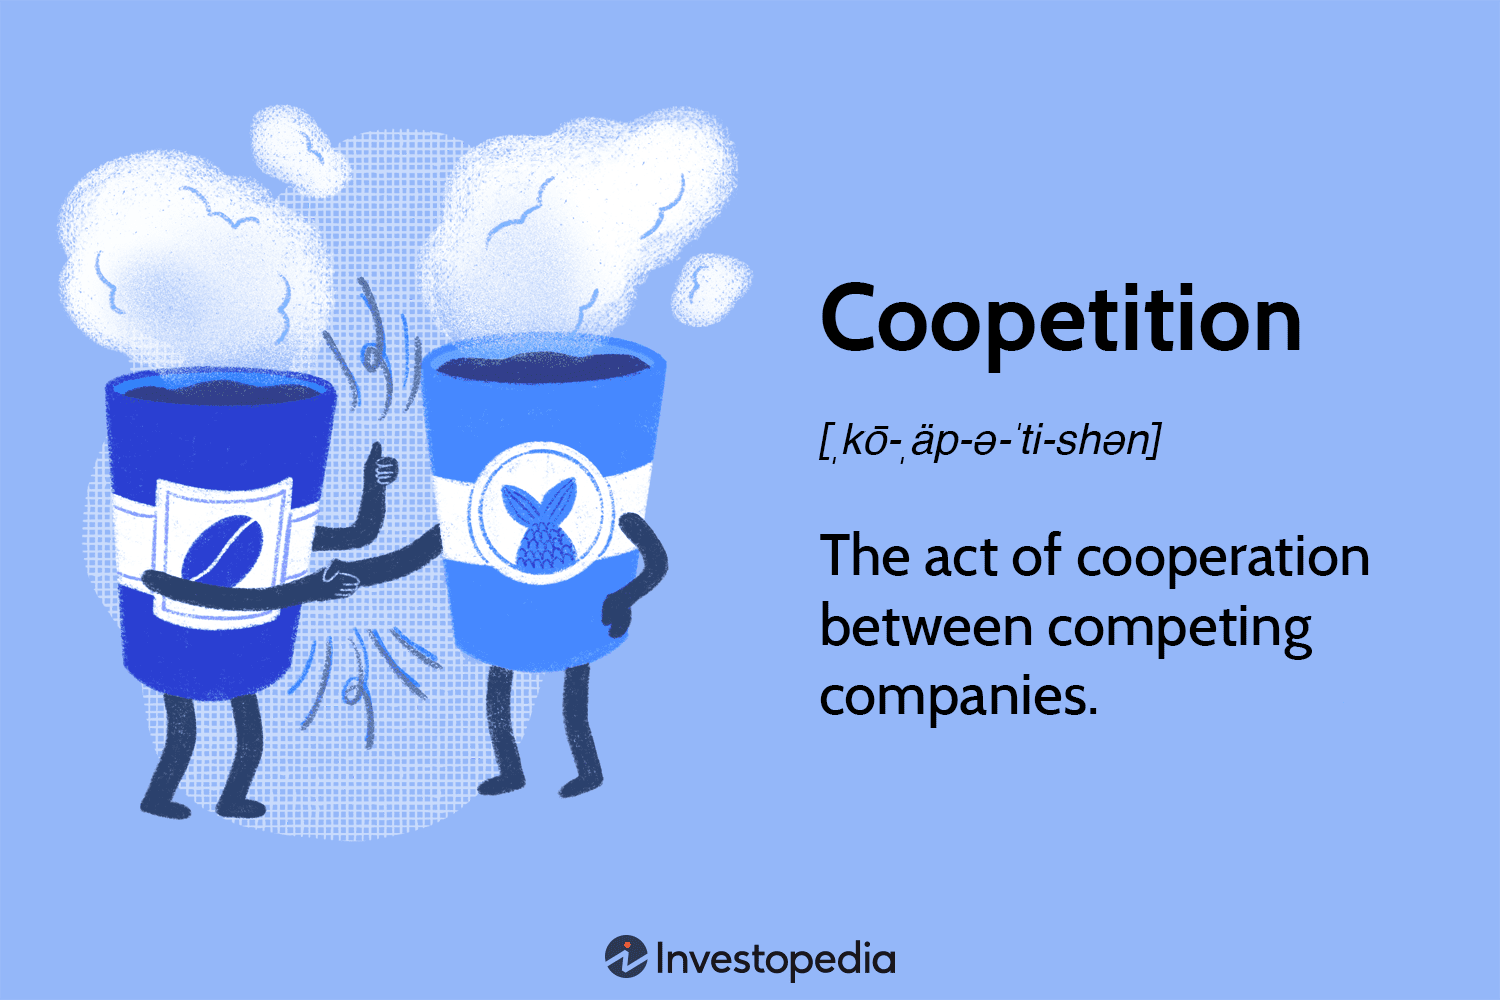 Coopetition
[ˌkō-ˌäp-ə-ˈti-shən]
The act of cooperation
between competing
companies.
Investopedia